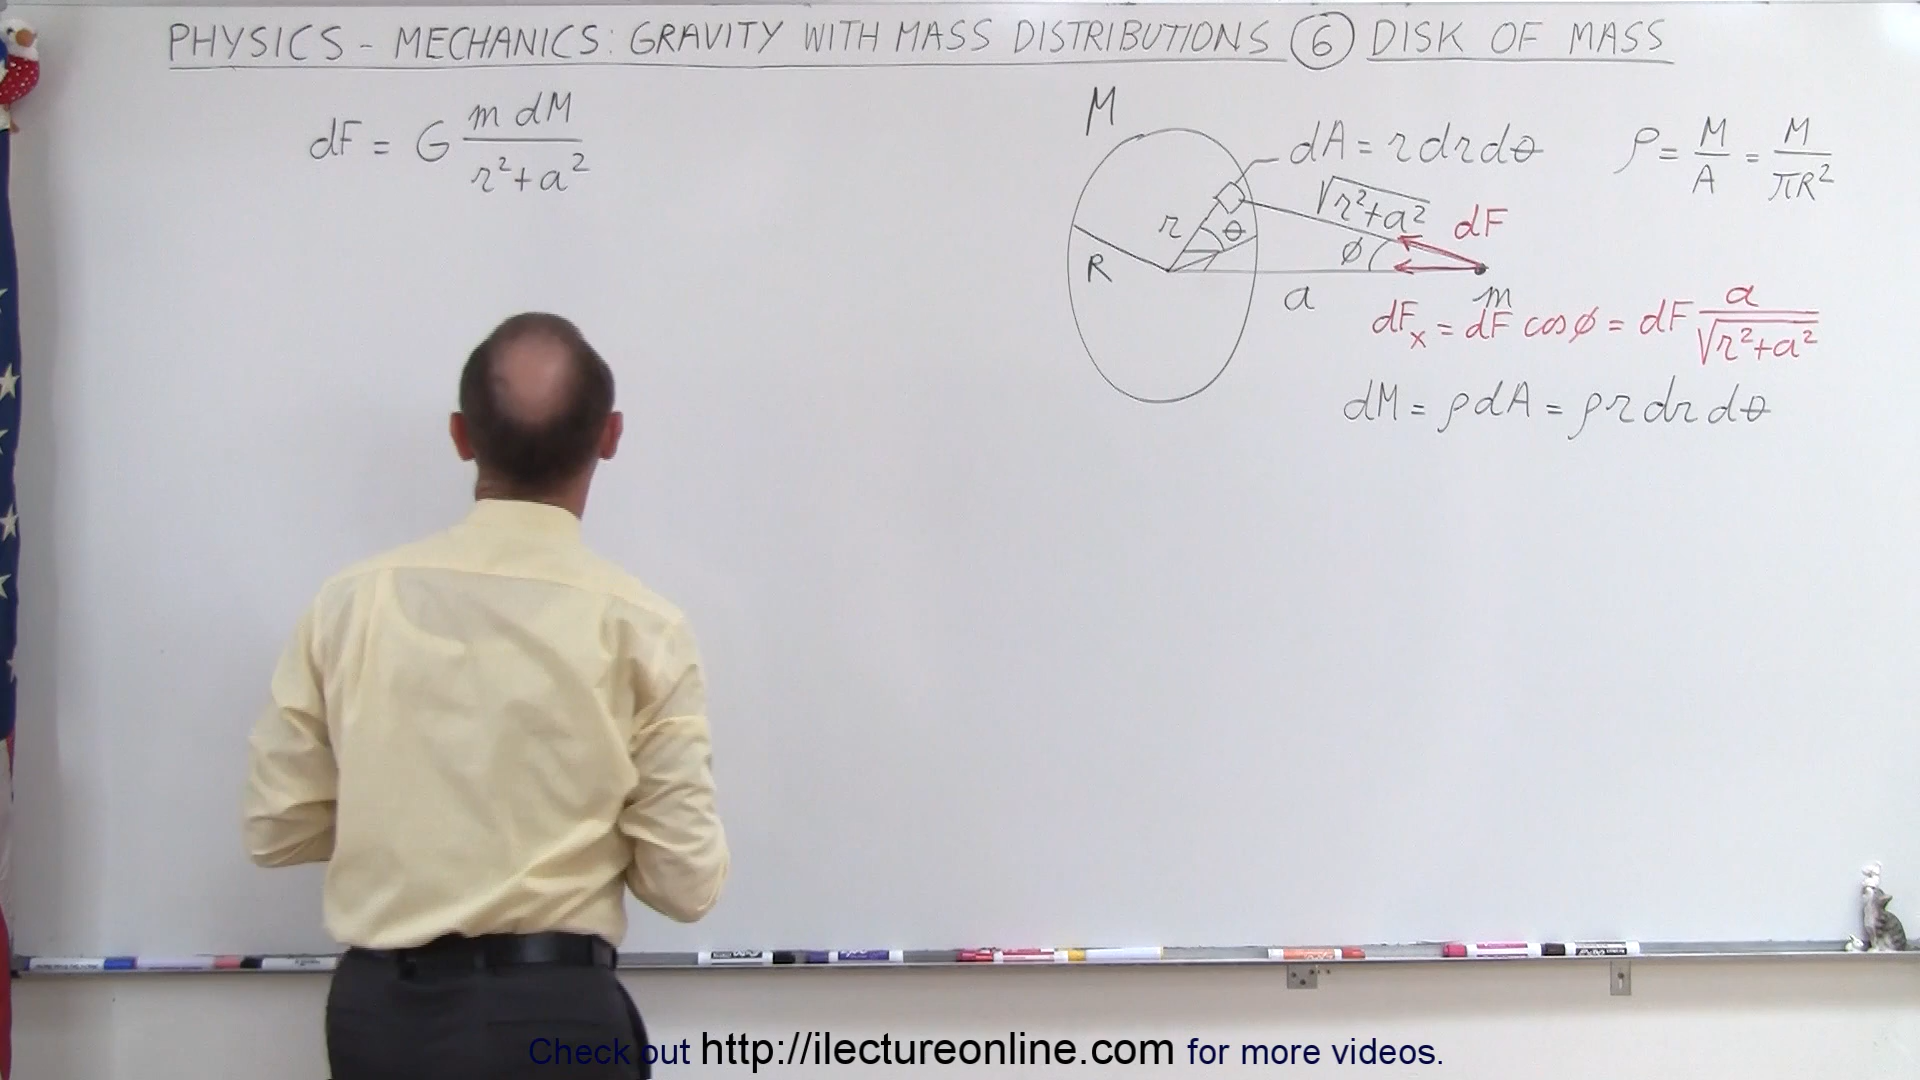 PHYSICS - MECHANICS: GRAVITY WITH MASS DISTRIBUTIONS ⑥ DISK OF MASS
dF = G m dM / r²+a²
M
dA = r dr dθ
ρ = M/A = M/πR²
√r²+a²
dF
r
θ
φ
R
a
m
dFₓ = dF cos φ = dF a/√r²+a²
dM = ρ dA = ρ r dr dθ
Check out http://ilectureonline.com for more videos.